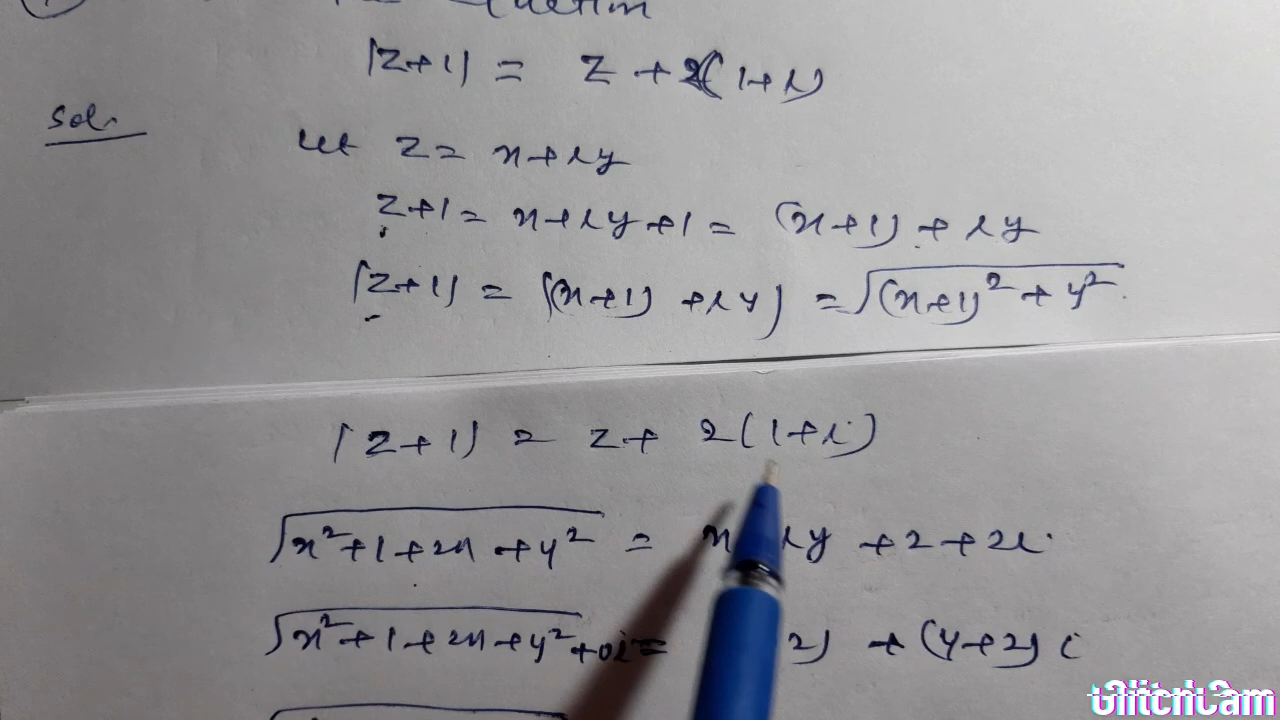 |z+1| = z + 2(1+i)
Sol.
let z = x+iy
z+1 = x+iy+1 = (x+1) + iy
|z+1| = |(x+1) + iy| = √((x+1)² + y²)
|z+1| = z + 2(1+i)
√(x²+1+2x+y²) = x iy + 2 + 2i
√(x²+1+2x+y²) + 0i = 2) + (y+2) i
GlitchCam